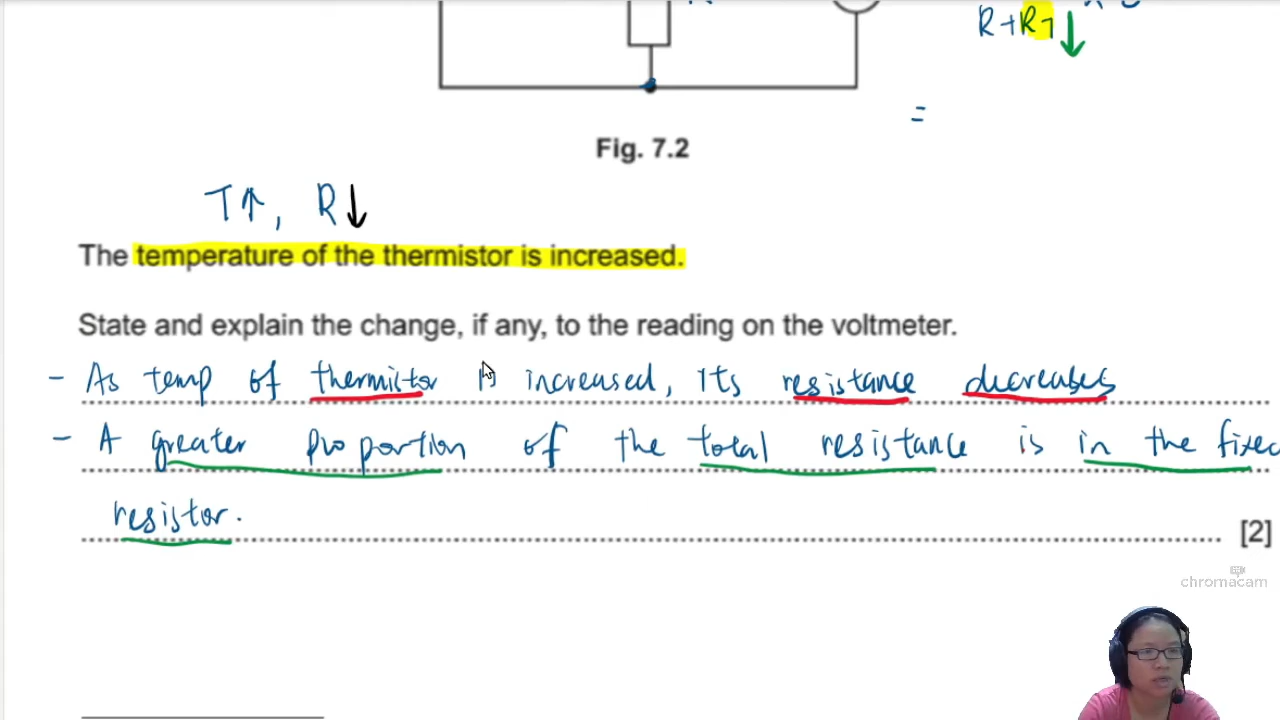 R+RT↓
=
Fig. 7.2
T↑, R↓
The temperature of the thermistor is increased.
State and explain the change, if any, to the reading on the voltmeter.
- As temp of thermistor is increased, its resistance decreases
- A greater proportion of the total resistance is in the fixed
resistor.
[2]
chromacam